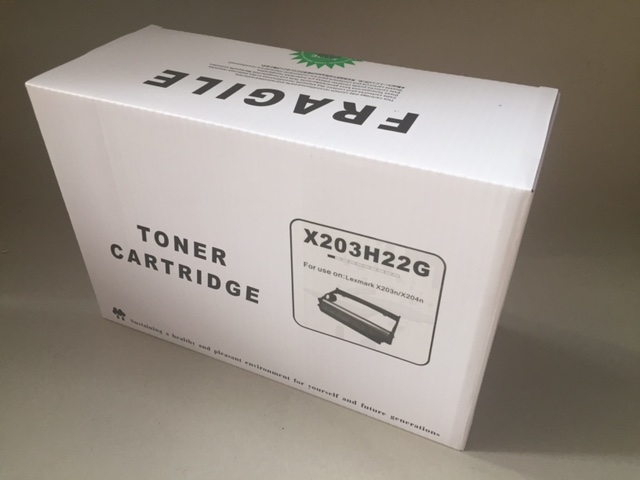 FRAGILE
TONER
CARTRIDGE
X203H22G
For use on:Lexmark X203n/X204n
Sustaining a healthy and pleasant environment for yourself and future generations